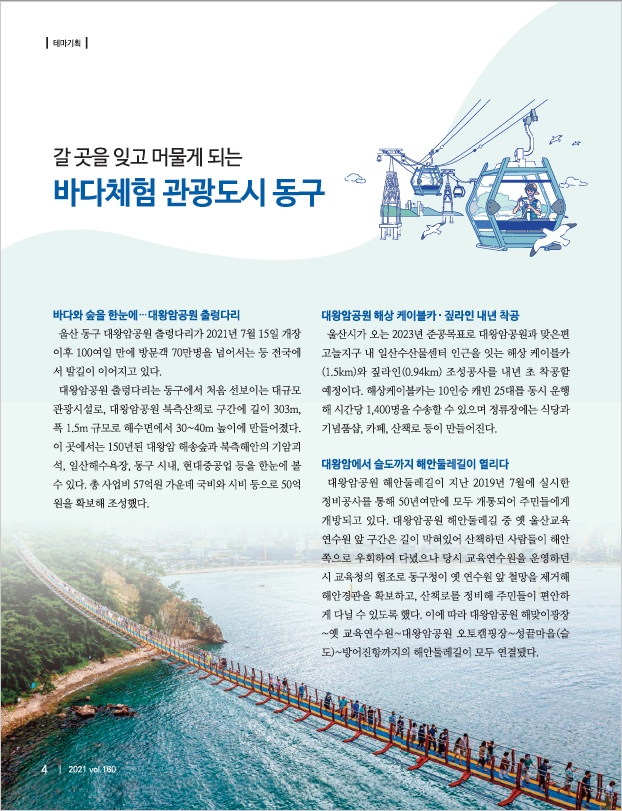 테마기획
갈 곳을 잊고 머물게 되는
바다체험 관광도시 동구
바다와 숲을 한눈에…대왕암공원 출렁다리
울산 동구 대왕암공원 출렁다리가 2021년 7월 15일 개장
이후 100여일 만에 방문객 70만명을 넘어서는 등 전국에
서 발길이 이어지고 있다.
대왕암공원 출렁다리는 동구에서 처음 선보이는 대규모
관광시설로, 대왕암공원 북측산책로 구간에 길이 303m,
폭 1.5m 규모로 해수면에서 30~40m 높이에 만들어졌다.
이 곳에서는 150년된 대왕암 해송숲과 북측해안의 기암괴
석, 일산해수욕장, 동구 시내, 현대중공업 등을 한눈에 볼
수 있다. 총 사업비 57억원 가운데 국비와 시비 등으로 50억
원을 확보해 조성했다.
대왕암공원 해상 케이블카·짚라인 내년 착공
울산시가 오는 2023년 준공목표로 대왕암공원과 맞은편
고늘지구 내 일산수산물센터 인근을 잇는 해상 케이블카
(1.5km)와 짚라인(0.94km) 조성공사를 내년 초 착공할
예정이다. 해상케이블카는 10인승 캐빈 25대를 동시 운행
해 시간당 1,400명을 수송할 수 있으며 정류장에는 식당과
기념품샵, 카페, 산책로 등이 만들어진다.
대왕암에서 슬도까지 해안둘레길이 열리다
대왕암공원 해안둘레길이 지난 2019년 7월에 실시한
정비공사를 통해 50년여만에 모두 개통되어 주민들에게
개방되고 있다. 대왕암공원 해안둘레길 중 옛 울산교육
연수원 앞 구간은 길이 막혀있어 산책하던 사람들이 해안
쪽으로 우회하여 다녔으나 당시 교육연수원을 운영하던
시 교육청의 협조로 동구청이 옛 연수원 앞 철망을 제거해
해안경관을 확보하고, 산책로를 정비해 주민들이 편안하
게 다닐 수 있도록 했다. 이에 따라 대왕암공원 해맞이광장
~옛 교육연수원~대왕암공원 오토캠핑장~성끝마을(슬
도)~방어진항까지의 해안둘레길이 모두 연결됐다.
4 | 2021 vol.160